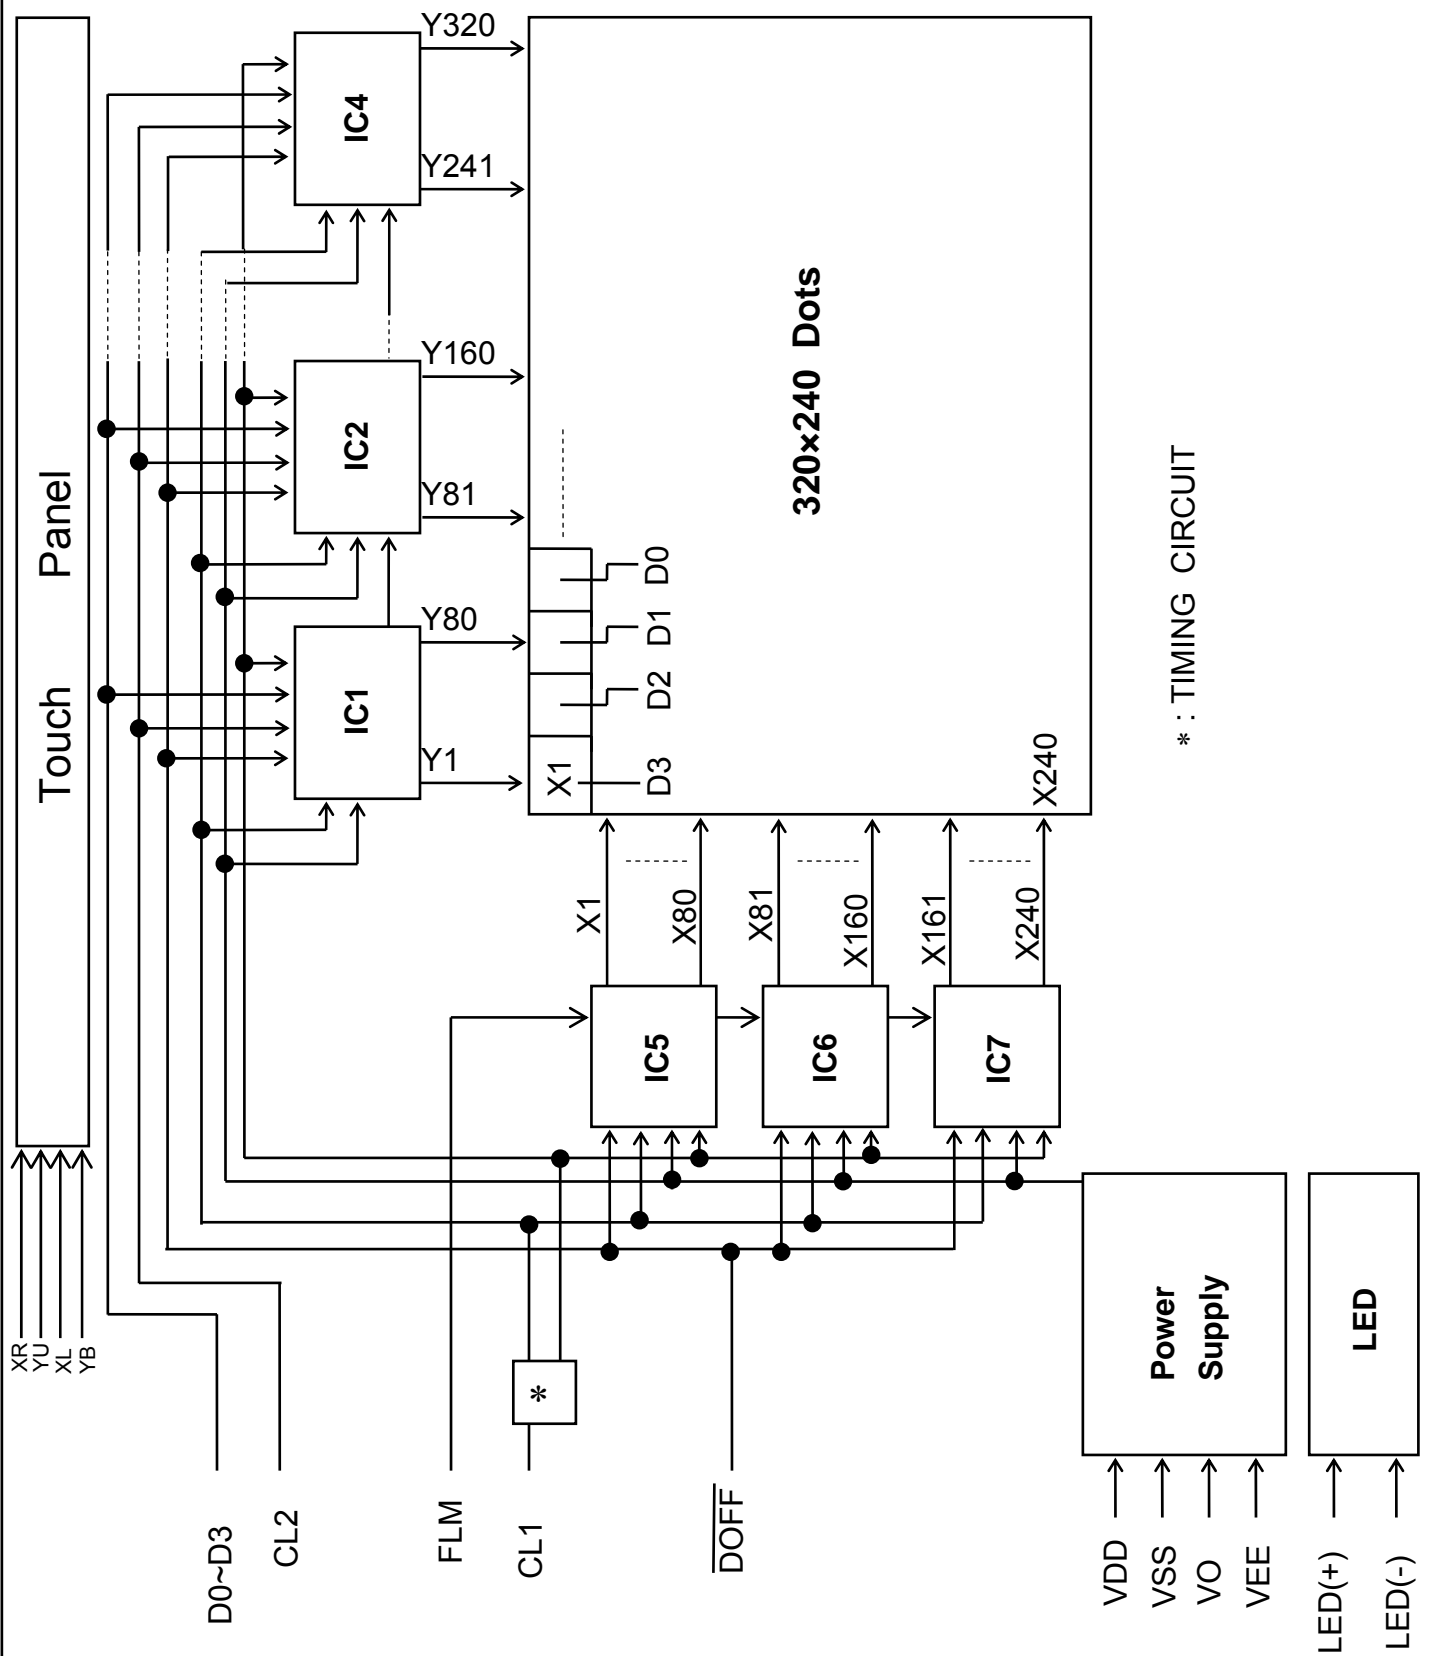 Touch Panel
XR
YU
XL
YB
D0~D3
CL2
FLM
CL1
DOFF
*
IC1
IC2
IC4
Y1
Y80
Y81
Y160
Y241
Y320
X1
D3
D2
D1
D0
320×240 Dots
X240
IC5
IC6
IC7
X1
X80
X81
X160
X161
X240
Power
Supply
VDD
VSS
VO
VEE
LED
LED(+)
LED(-)
* : TIMING CIRCUIT